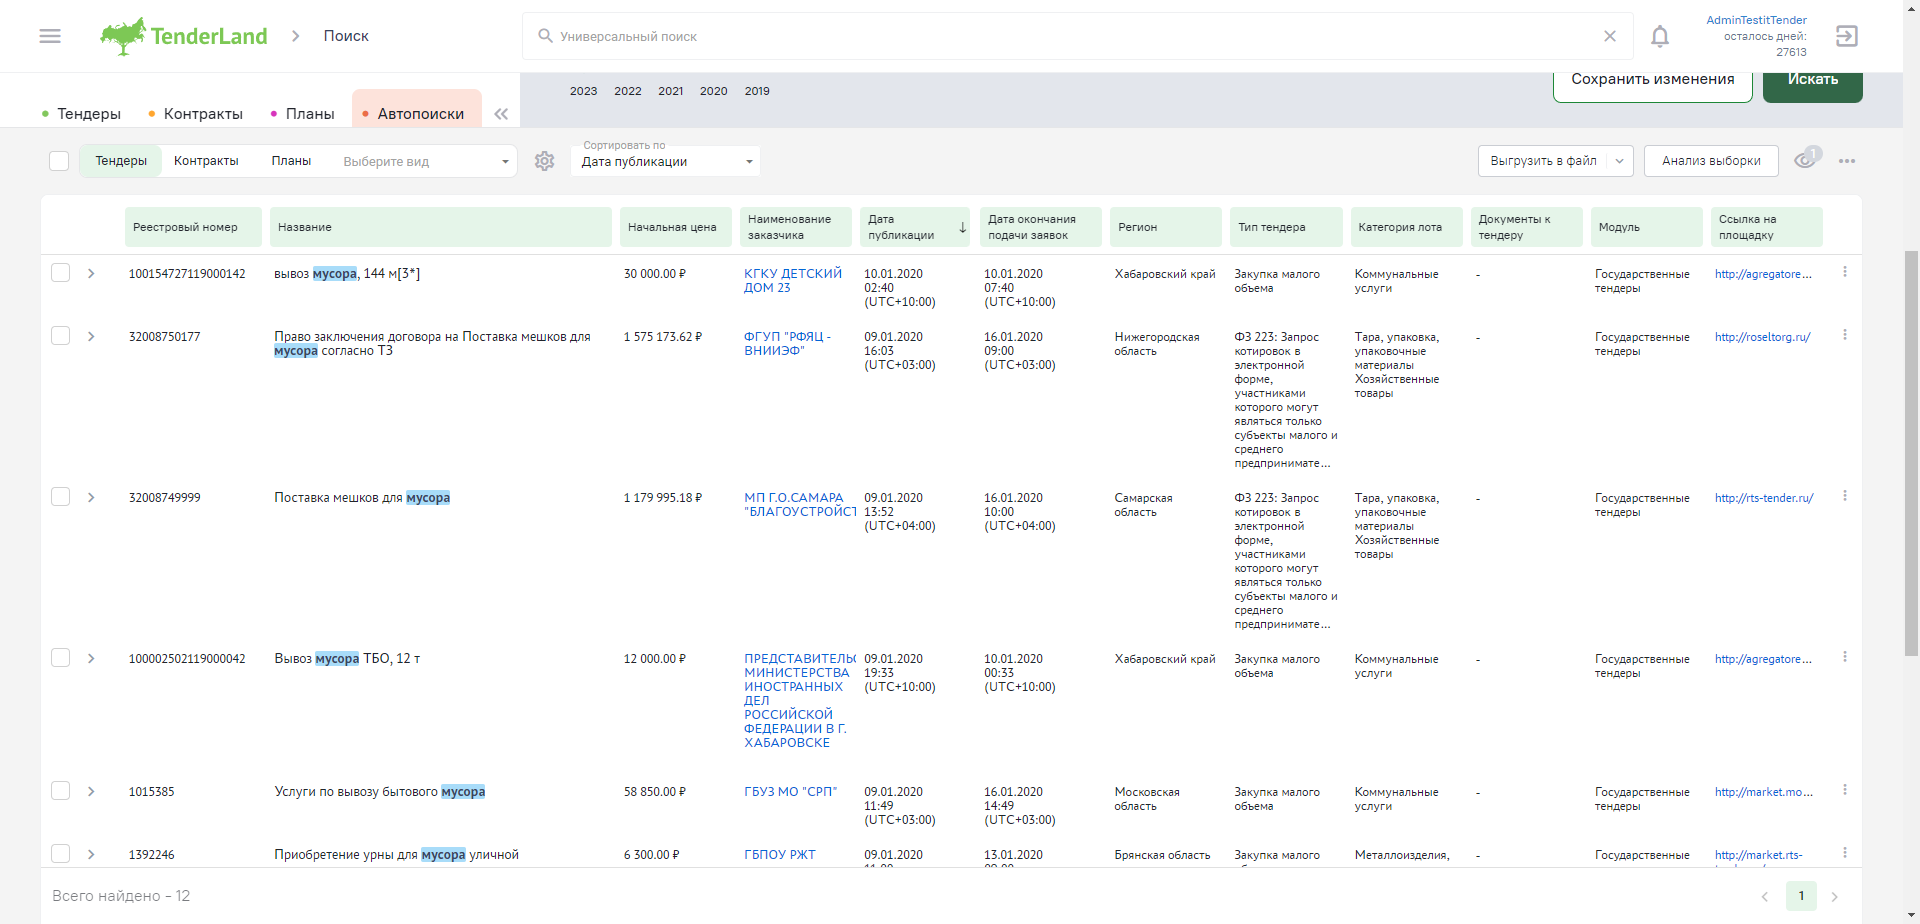 TenderLand
Поиск
Универсальный поиск
AdminTestitTender
осталось дней:
27613
Тендеры
Контракты
Планы
Автопоиски
2023 2022 2021 2020 2019
Сохранить изменения
Искать
Тендеры
Контракты
Планы
Выберите вид
Сортировать по
Дата публикации
Выгрузить в файл
Анализ выборки
1
Реестровый номер
Название
Начальная цена
Наименование
заказчика
Дата
публикации
Дата окончания
подачи заявок
Регион
Тип тендера
Категория лота
Документы к
тендеру
Модуль
Ссылка на
площадку
100154727119000142
вывоз мусора, 144 м[3*]
30 000.00 ₽
КГКУ ДЕТСКИЙ
ДОМ 23
10.01.2020
02:40
(UTC+10:00)
10.01.2020
07:40
(UTC+10:00)
Хабаровский край
Закупка малого
объема
Коммунальные
услуги
-
Государственные
тендеры
http://agregatore...
32008750177
Право заключения договора на Поставка мешков для
мусора согласно ТЗ
1 575 173.62 ₽
ФГУП "РФЯЦ -
ВНИИЭФ"
09.01.2020
16:03
(UTC+03:00)
16.01.2020
09:00
(UTC+03:00)
Нижегородская
область
ФЗ 223: Запрос
котировок в
электронной
форме,
участниками
которого могут
являться только
субъекты малого и
среднего
предпринимате...
Тара, упаковка,
упаковочные
материалы
Хозяйственные
товары
-
Государственные
тендеры
http://roseltorg.ru/
32008749999
Поставка мешков для мусора
1 179 995.18 ₽
МП Г.О.САМАРА
"БЛАГОУСТРОЙСТ
09.01.2020
13:52
(UTC+04:00)
16.01.2020
10:00
(UTC+04:00)
Самарская
область
ФЗ 223: Запрос
котировок в
электронной
форме,
участниками
которого могут
являться только
субъекты малого и
среднего
предпринимате...
Тара, упаковка,
упаковочные
материалы
Хозяйственные
товары
-
Государственные
тендеры
http://rts-tender.ru/
100002502119000042
Вывоз мусора ТБО, 12 т
12 000.00 ₽
ПРЕДСТАВИТЕЛЬС
МИНИСТЕРСТВА
ИНОСТРАННЫХ
ДЕЛ
РОССИЙСКОЙ
ФЕДЕРАЦИИ В Г.
ХАБАРОВСКЕ
09.01.2020
19:33
(UTC+10:00)
10.01.2020
00:33
(UTC+10:00)
Хабаровский край
Закупка малого
объема
Коммунальные
услуги
-
Государственные
тендеры
http://agregatore...
1015385
Услуги по вывозу бытового мусора
58 850.00 ₽
ГБУЗ МО "СРП"
09.01.2020
11:49
(UTC+03:00)
16.01.2020
14:49
(UTC+03:00)
Московская
область
Закупка малого
объема
Коммунальные
услуги
-
Государственные
тендеры
http://market.mo...
1392246
Приобретение урны для мусора уличной
6 300.00 ₽
ГБПОУ РЖТ
09.01.2020
13.01.2020
Брянская область
Закупка малого
Металлоизделия,
-
Государственные
http://market.rts-
Всего найдено - 12
1